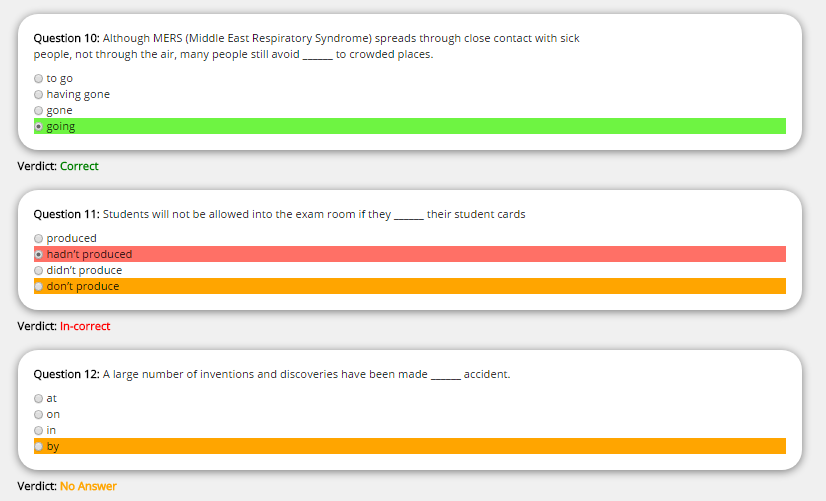 Question 10: Although MERS (Middle East Respiratory Syndrome) spreads through close contact with sick
people, not through the air, many people still avoid ______ to crowded places.
to go
having gone
gone
going
Verdict: Correct
Question 11: Students will not be allowed into the exam room if they ______ their student cards
produced
hadn't produced
didn't produce
don't produce
Verdict: In-correct
Question 12: A large number of inventions and discoveries have been made ______ accident.
at
on
in
by
Verdict: No Answer